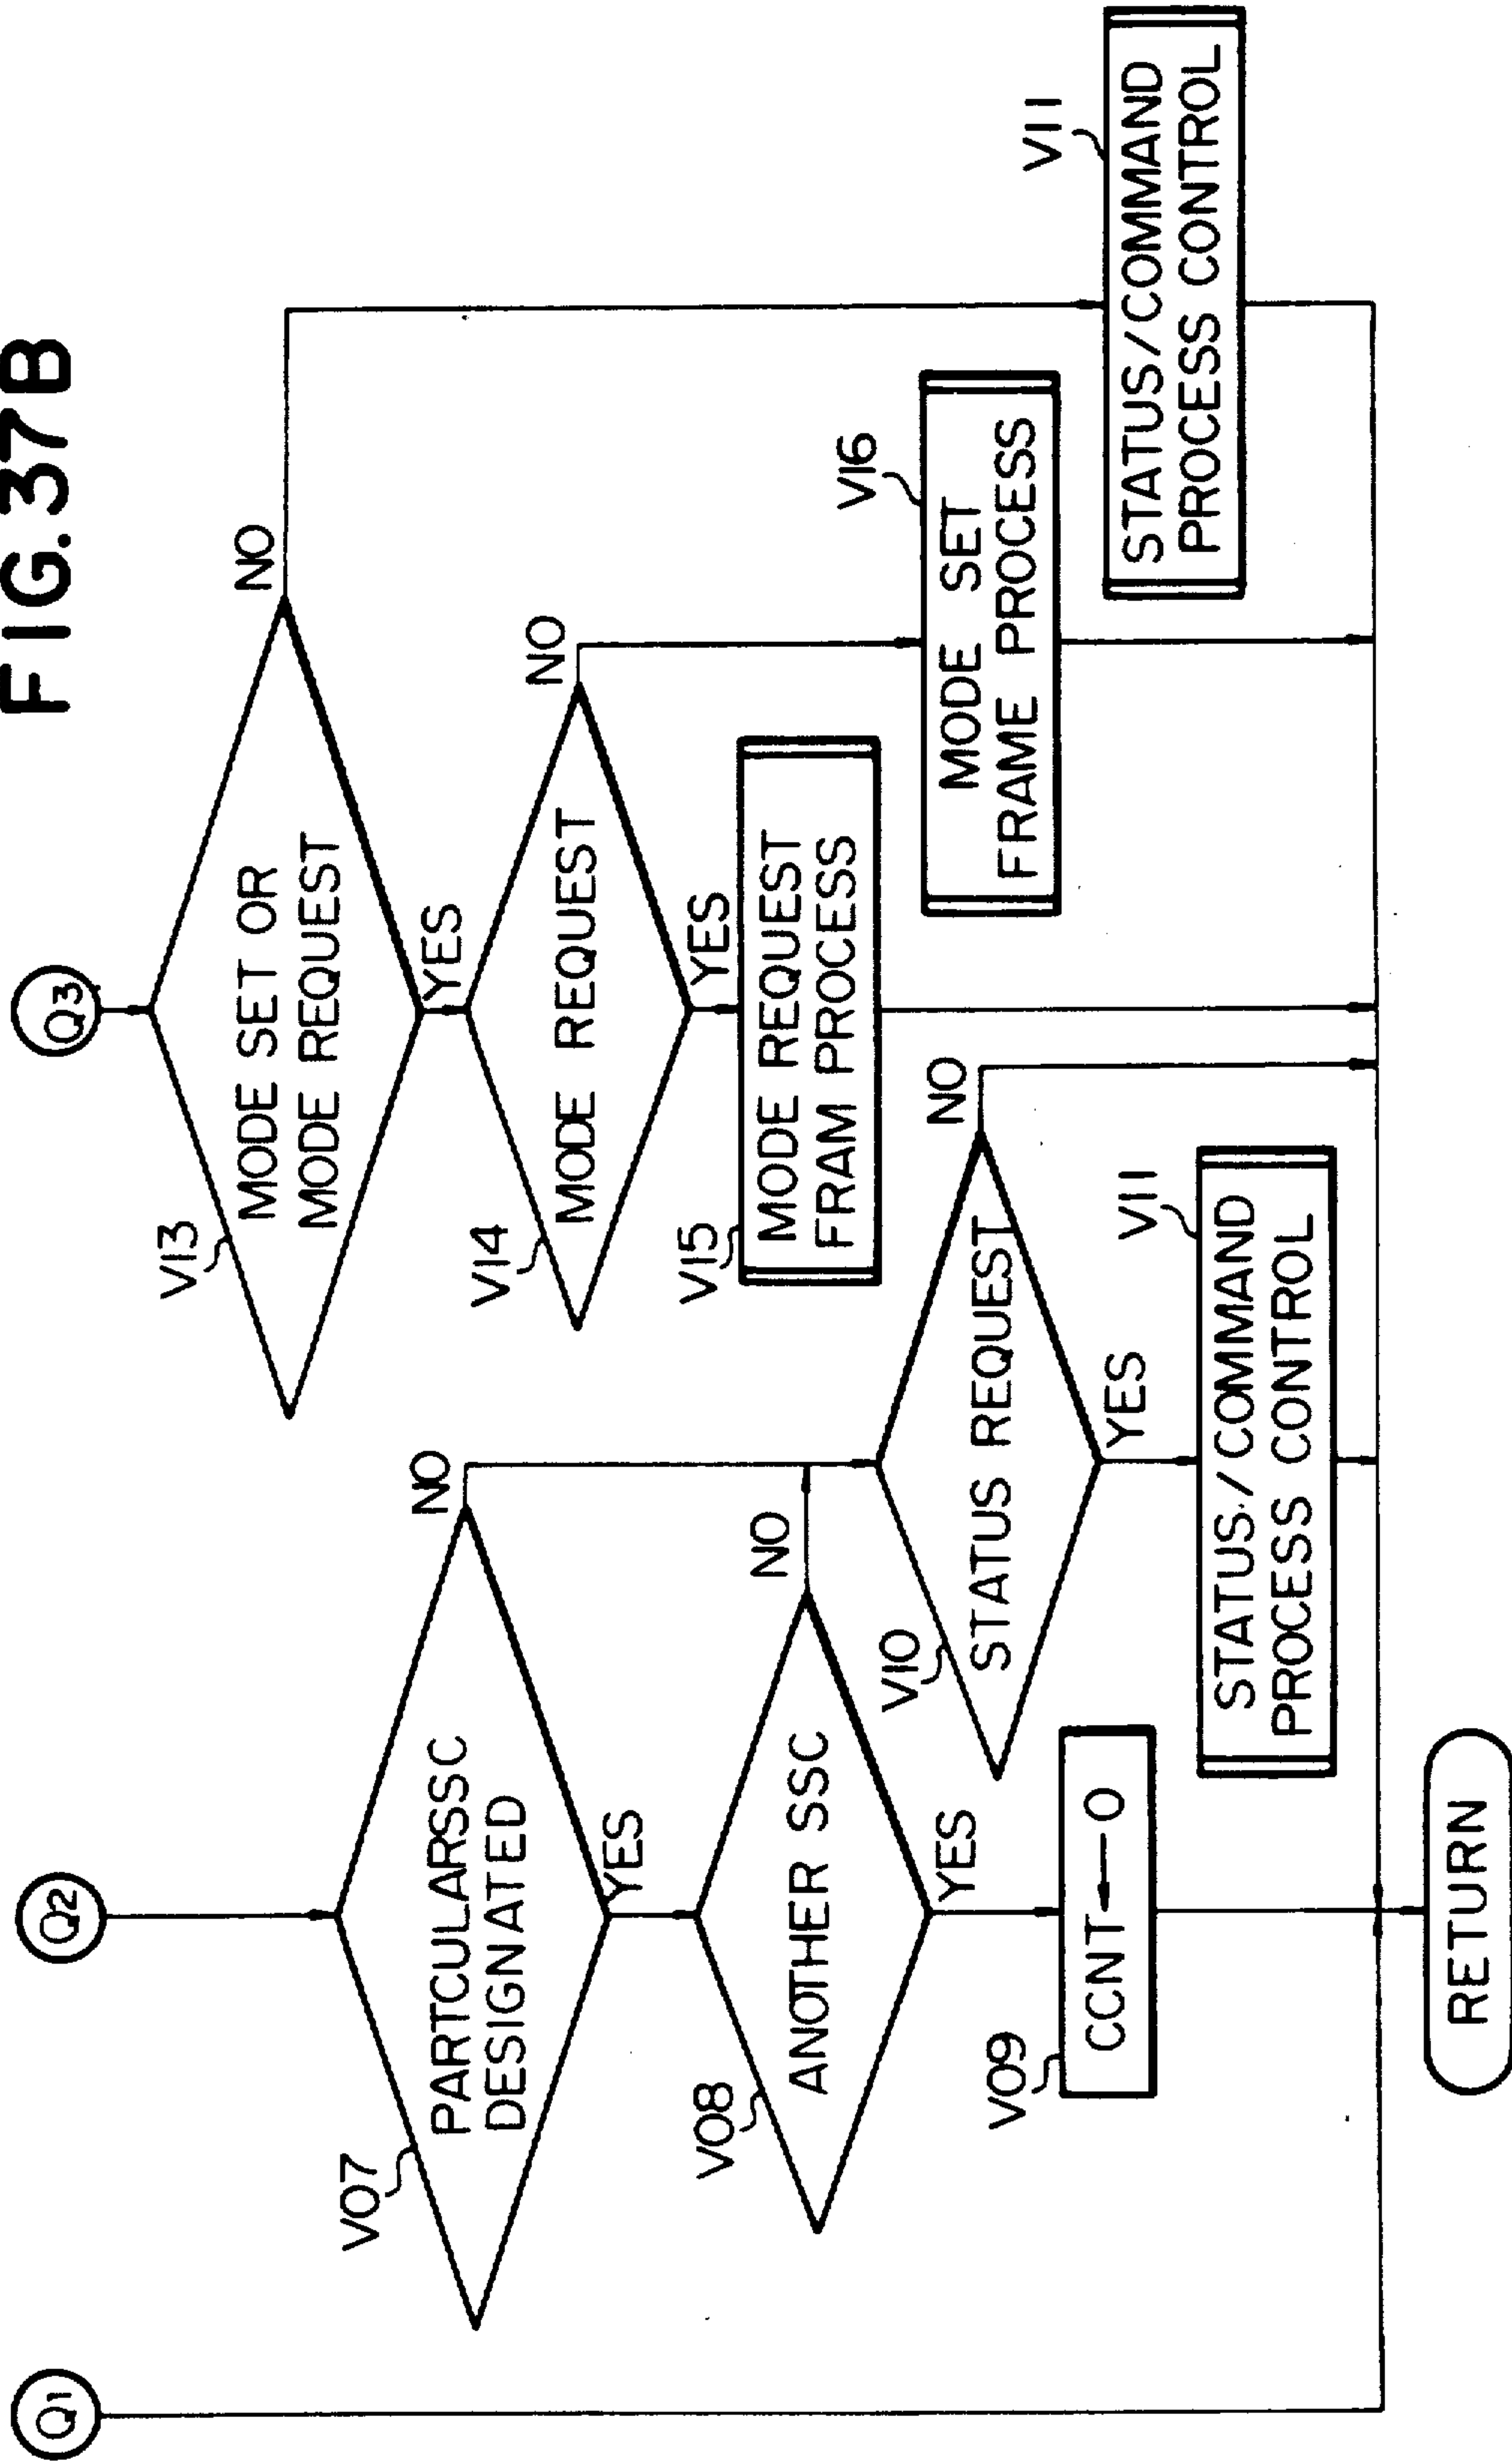 FIG. 37B
Q1
Q2
Q3
V07
PARTCULARSSC
DESIGNATED
NO
YES
V08
ANOTHER SSC
NO
YES
V09
CCNT←0
V10
STATUS REQUEST
NO
YES
V11
STATUS/COMMAND
PROCESS CONTROL
V13
MODE SET OR
MODE REQUEST
NO
YES
V14
MODE REQUEST
NO
YES
V15
MODE REQUEST
FRAM PROCESS
V16
MODE SET
FRAME PROCESS
V11
STATUS/COMMAND
PROCESS CONTROL
RETURN